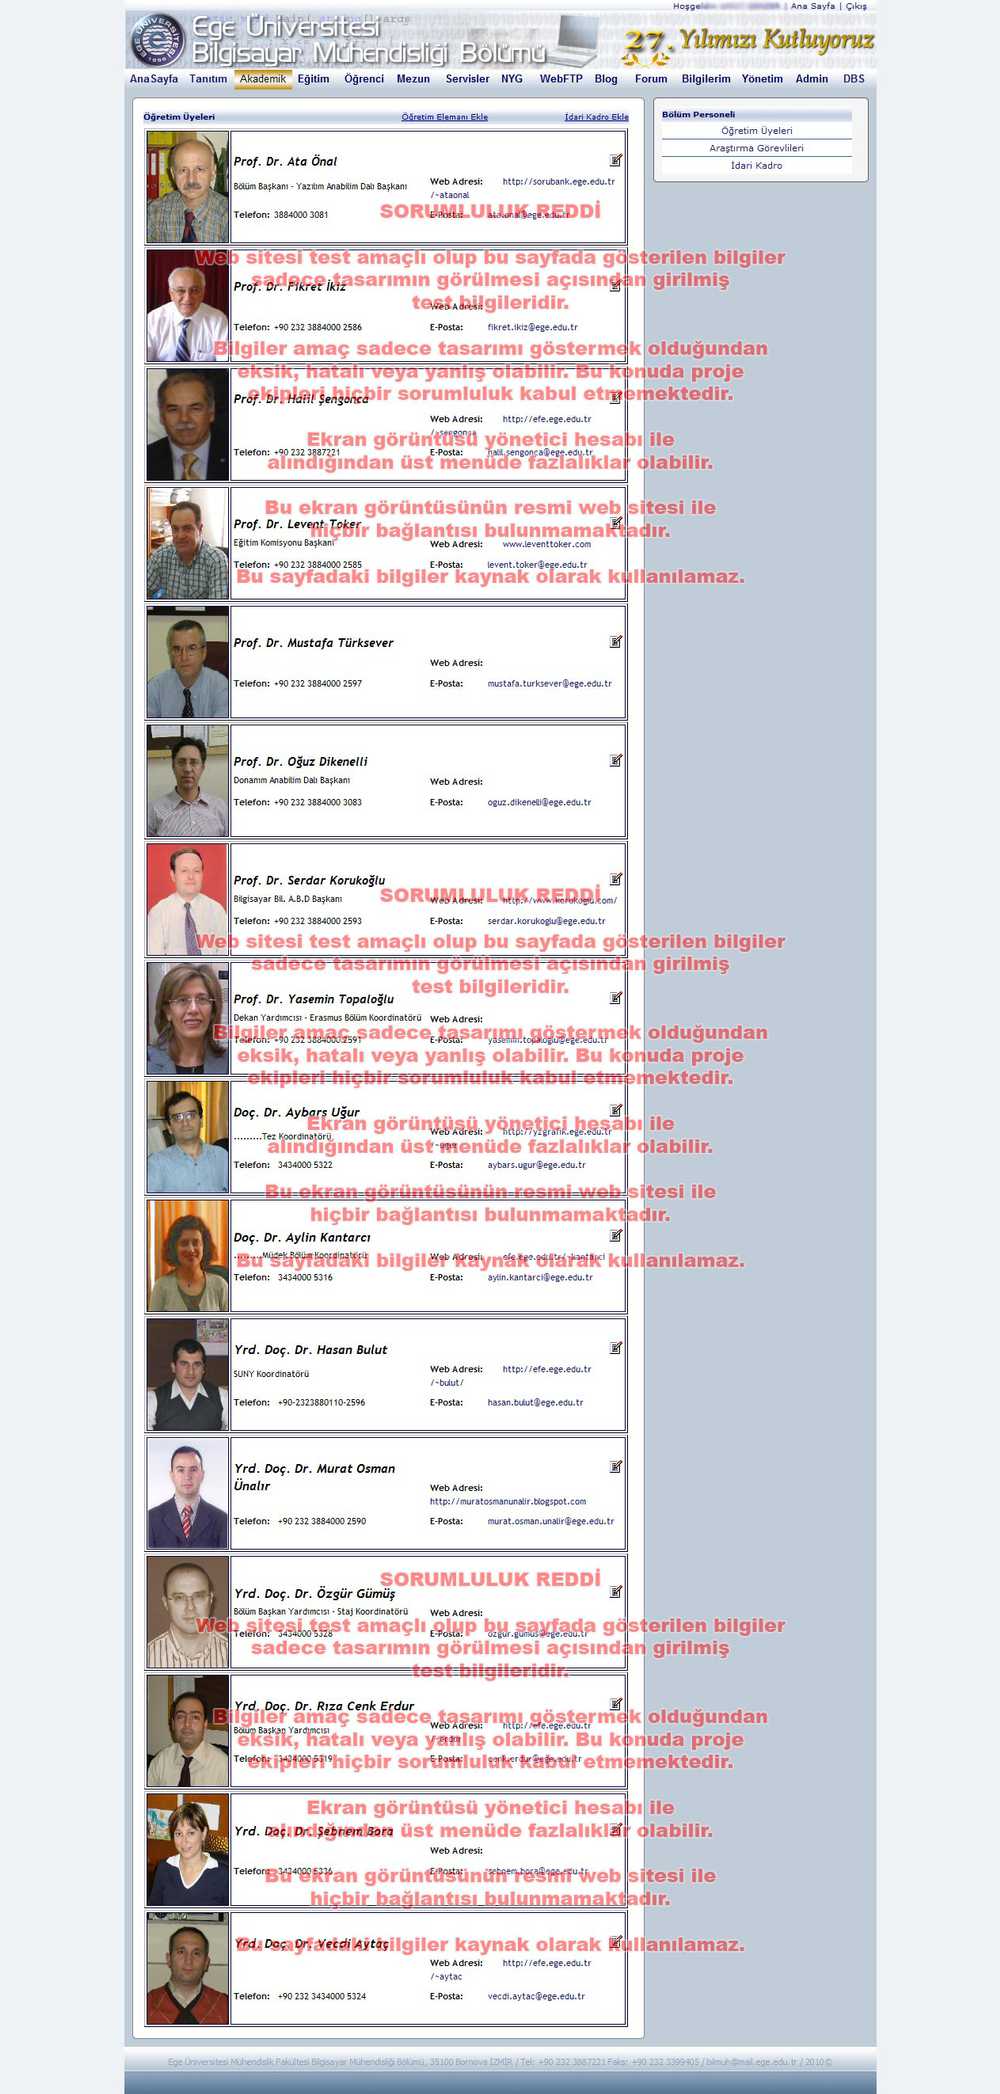 Ana Sayfa | Çıkış
Ege Üniversitesi
Bilgisayar Mühendisliği Bölümü
27. Yılımızı Kutluyoruz
AnaSayfa Tanıtım Akademik Eğitim Öğrenci Mezun Servisler NYG WebFTP Blog Forum Bilgilerim Yönetim Admin DBS
Öğretim Üyeleri Öğretim Elemanı Ekle İdari Kadro Ekle
Bölüm Personeli
Öğretim Üyeleri
Araştırma Görevlileri
İdari Kadro
Prof. Dr. Ata Önal
Bölüm Başkanı - Yazılım Anabilim Dalı Başkanı
Web Adresi: http://sorubank.ege.edu.tr
/~ataonal
Telefon: 3884000 3081
E-Posta: ata.onal@ege.edu.tr
SORUMLULUK REDDİ
Web sitesi test amaçlı olup bu sayfada gösterilen bilgiler
sadece tasarımın görülmesi açısından girilmiş
test bilgileridir.
Prof. Dr. Fikret İkiz
Web Adresi:
Telefon: +90 232 3884000 2586
E-Posta: fikret.ikiz@ege.edu.tr
Bilgiler amaç sadece tasarımı göstermek olduğundan
eksik, hatalı veya yanlış olabilir. Bu konuda proje
ekipleri hiçbir sorumluluk kabul etmemektedir.
Prof. Dr. Halil Şengonca
Web Adresi: http://efe.ege.edu.tr
/~sengonca
Telefon: +90 232 3887221
E-Posta: halil.sengonca@ege.edu.tr
Ekran görüntüsü yönetici hesabı ile
alındığından üst menüde fazlalıklar olabilir.
Bu ekran görüntüsünün resmi web sitesi ile
hiçbir bağlantısı bulunmamaktadır.
Prof. Dr. Levent Toker
Eğitim Komisyonu Başkanı
Web Adresi: www.leventtoker.com
Telefon: +90 232 3884000 2585
E-Posta: levent.toker@ege.edu.tr
Bu sayfadaki bilgiler kaynak olarak kullanılamaz.
Prof. Dr. Mustafa Türksever
Web Adresi:
Telefon: +90 232 3884000 2597
E-Posta: mustafa.turksever@ege.edu.tr
Prof. Dr. Oğuz Dikenelli
Donanım Anabilim Dalı Başkanı
Web Adresi:
Telefon: +90 232 3884000 3083
E-Posta: oguz.dikenelli@ege.edu.tr
Prof. Dr. Serdar Korukoğlu
Bilgisayar Bil. A.B.D Başkanı
Web Adresi: http://www.korukoglu.com/
Telefon: +90 232 3884000 2593
E-Posta: serdar.korukoglu@ege.edu.tr
SORUMLULUK REDDİ
Web sitesi test amaçlı olup bu sayfada gösterilen bilgiler
sadece tasarımın görülmesi açısından girilmiş
test bilgileridir.
Prof. Dr. Yasemin Topaloğlu
Dekan Yardımcısı - Erasmus Bölüm Koordinatörü
Web Adresi:
Telefon: +90 232 3884000 2591
E-Posta: yasemin.topaloglu@ege.edu.tr
Bilgiler amaç sadece tasarımı göstermek olduğundan
eksik, hatalı veya yanlış olabilir. Bu konuda proje
ekipleri hiçbir sorumluluk kabul etmemektedir.
Doç. Dr. Aybars Uğur
.........Tez Koordinatörü
Web Adresi: http://yzgrafik.ege.edu.tr
/~ugur
Telefon: 3434000 5322
E-Posta: aybars.ugur@ege.edu.tr
Ekran görüntüsü yönetici hesabı ile
alındığından üst menüde fazlalıklar olabilir.
Bu ekran görüntüsünün resmi web sitesi ile
hiçbir bağlantısı bulunmamaktadır.
Doç. Dr. Aylin Kantarcı
.........Müdek Bölüm Koordinatörü
Web Adresi: efe.ege.edu.tr/~kantarci
Telefon: 3434000 5316
E-Posta: aylin.kantarci@ege.edu.tr
Bu sayfadaki bilgiler kaynak olarak kullanılamaz.
Yrd. Doç. Dr. Hasan Bulut
SUNY Koordinatörü
Web Adresi: http://efe.ege.edu.tr
/~bulut/
Telefon: +90-2323880110-2596
E-Posta: hasan.bulut@ege.edu.tr
Yrd. Doç. Dr. Murat Osman
Ünalır
Web Adresi:
http://muratosmanunalir.blogspot.com
Telefon: +90 232 3884000 2590
E-Posta: murat.osman.unalir@ege.edu.tr
SORUMLULUK REDDİ
Yrd. Doç. Dr. Özgür Gümüş
Bölüm Başkan Yardımcısı - Staj Koordinatörü
Web Adresi:
Telefon: 3434000 5328
E-Posta: ozgur.gumus@ege.edu.tr
Web sitesi test amaçlı olup bu sayfada gösterilen bilgiler
sadece tasarımın görülmesi açısından girilmiş
test bilgileridir.
Yrd. Doç. Dr. Rıza Cenk Erdur
Bölüm Başkan Yardımcısı
Web Adresi: http://efe.ege.edu.tr
/~erdur
Telefon: 3434000 5319
E-Posta: cenk.erdur@ege.edu.tr
Bilgiler amaç sadece tasarımı göstermek olduğundan
eksik, hatalı veya yanlış olabilir. Bu konuda proje
ekipleri hiçbir sorumluluk kabul etmemektedir.
Yrd. Doç. Dr. Şebnem Bora
Web Adresi:
Telefon: 3434000 5336
E-Posta: sebnem.bora@ege.edu.tr
Ekran görüntüsü yönetici hesabı ile
alındığından üst menüde fazlalıklar olabilir.
Bu ekran görüntüsünün resmi web sitesi ile
hiçbir bağlantısı bulunmamaktadır.
Yrd. Doç. Dr. Vecdi Aytaç
Web Adresi: http://efe.ege.edu.tr
/~aytac
Telefon: +90 232 3434000 5324
E-Posta: vecdi.aytac@ege.edu.tr
Bu sayfadaki bilgiler kaynak olarak kullanılamaz.
Ege Üniversitesi Mühendislik Fakültesi Bilgisayar Mühendisliği Bölümü, 35100 Bornova İZMİR / Tel: +90 232 3887221 Faks: +90 232 3399405 / bilmuh@mail.ege.edu.tr / 2010©